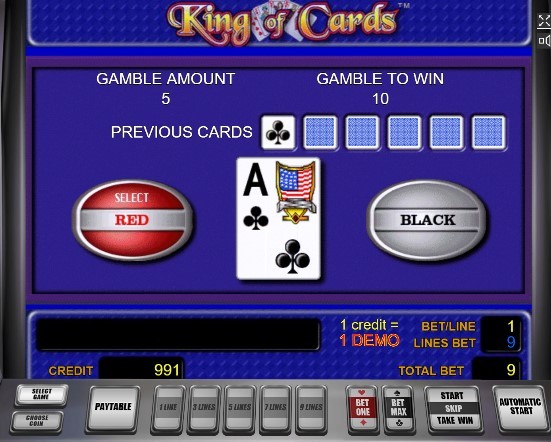 King of Cards™
GAMBLE AMOUNT
5
GAMBLE TO WIN
10
PREVIOUS CARDS
A
SELECT
RED
BLACK
1 credit =
1 DEMO
BET/LINE 1
LINES BET 9
CREDIT 991
TOTAL BET 9
SELECT
GAME
CHOOSE
COIN
PAYTABLE
1 LINE
3 LINES
5 LINES
7 LINES
9 LINES
BET
ONE
BET
MAX
START
SKIP
TAKE WIN
AUTOMATIC
START